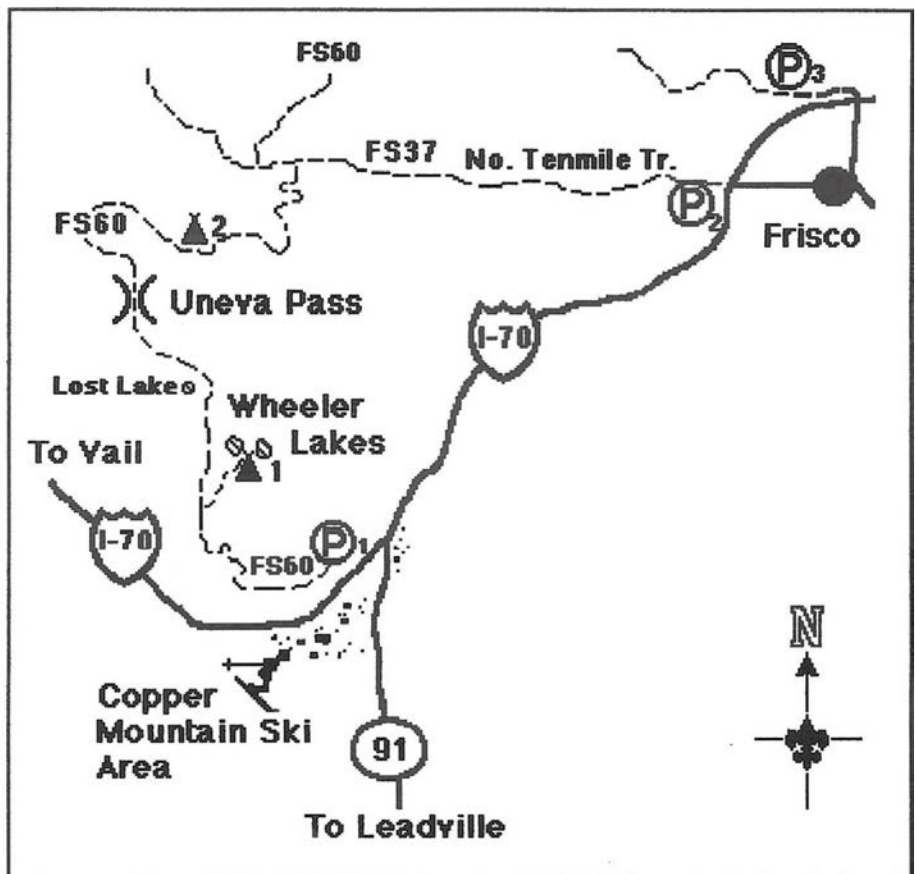 FS60
P3
FS37
No. Tenmile Tr.
P2
FS60
2
Frisco
Uneva Pass
I-70
Lost Lake
Wheeler
Lakes
1
To Vail
I-70
FS60
P1
N
Copper
Mountain Ski
Area
91
To Leadville